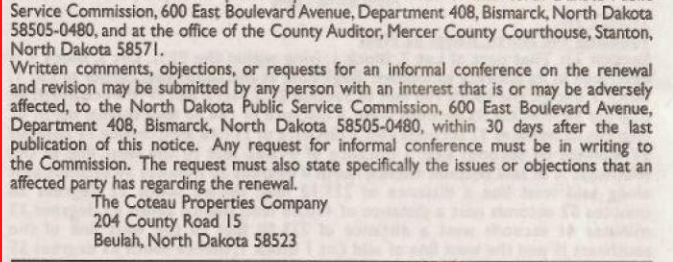 Service Commission, 600 East Boulevard Avenue, Department 408, Bismarck, North Dakota
58505-0480, and at the office of the County Auditor, Mercer County Courthouse, Stanton,
North Dakota 58571.
Written comments, objections, or requests for an informal conference on the renewal
and revision may be submitted by any person with an interest that is or may be adversely
affected, to the North Dakota Public Service Commission, 600 East Boulevard Avenue,
Department 408, Bismarck, North Dakota 58505-0480, within 30 days after the last
publication of this notice. Any request for informal conference must be in writing to
the Commission. The request must also state specifically the issues or objections that an
affected party has regarding the renewal.
The Coteau Properties Company
204 County Road 15
Beulah, North Dakota 58523